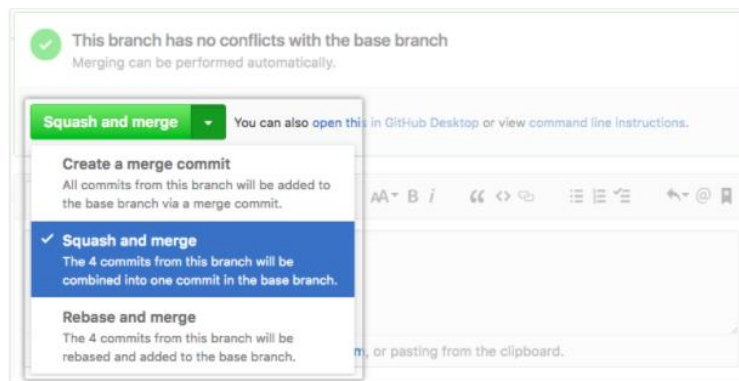 This branch has no conflicts with the base branch
Merging can be performed automatically.
Squash and merge
You can also open this in GitHub Desktop or view command line instructions.
Create a merge commit
All commits from this branch will be added to
the base branch via a merge commit.
AA B i “ <> @
Squash and merge
The 4 commits from this branch will be
combined into one commit in the base branch.
Rebase and merge
The 4 commits from this branch will be
rebased and added to the base branch.
, or pasting from the clipboard.